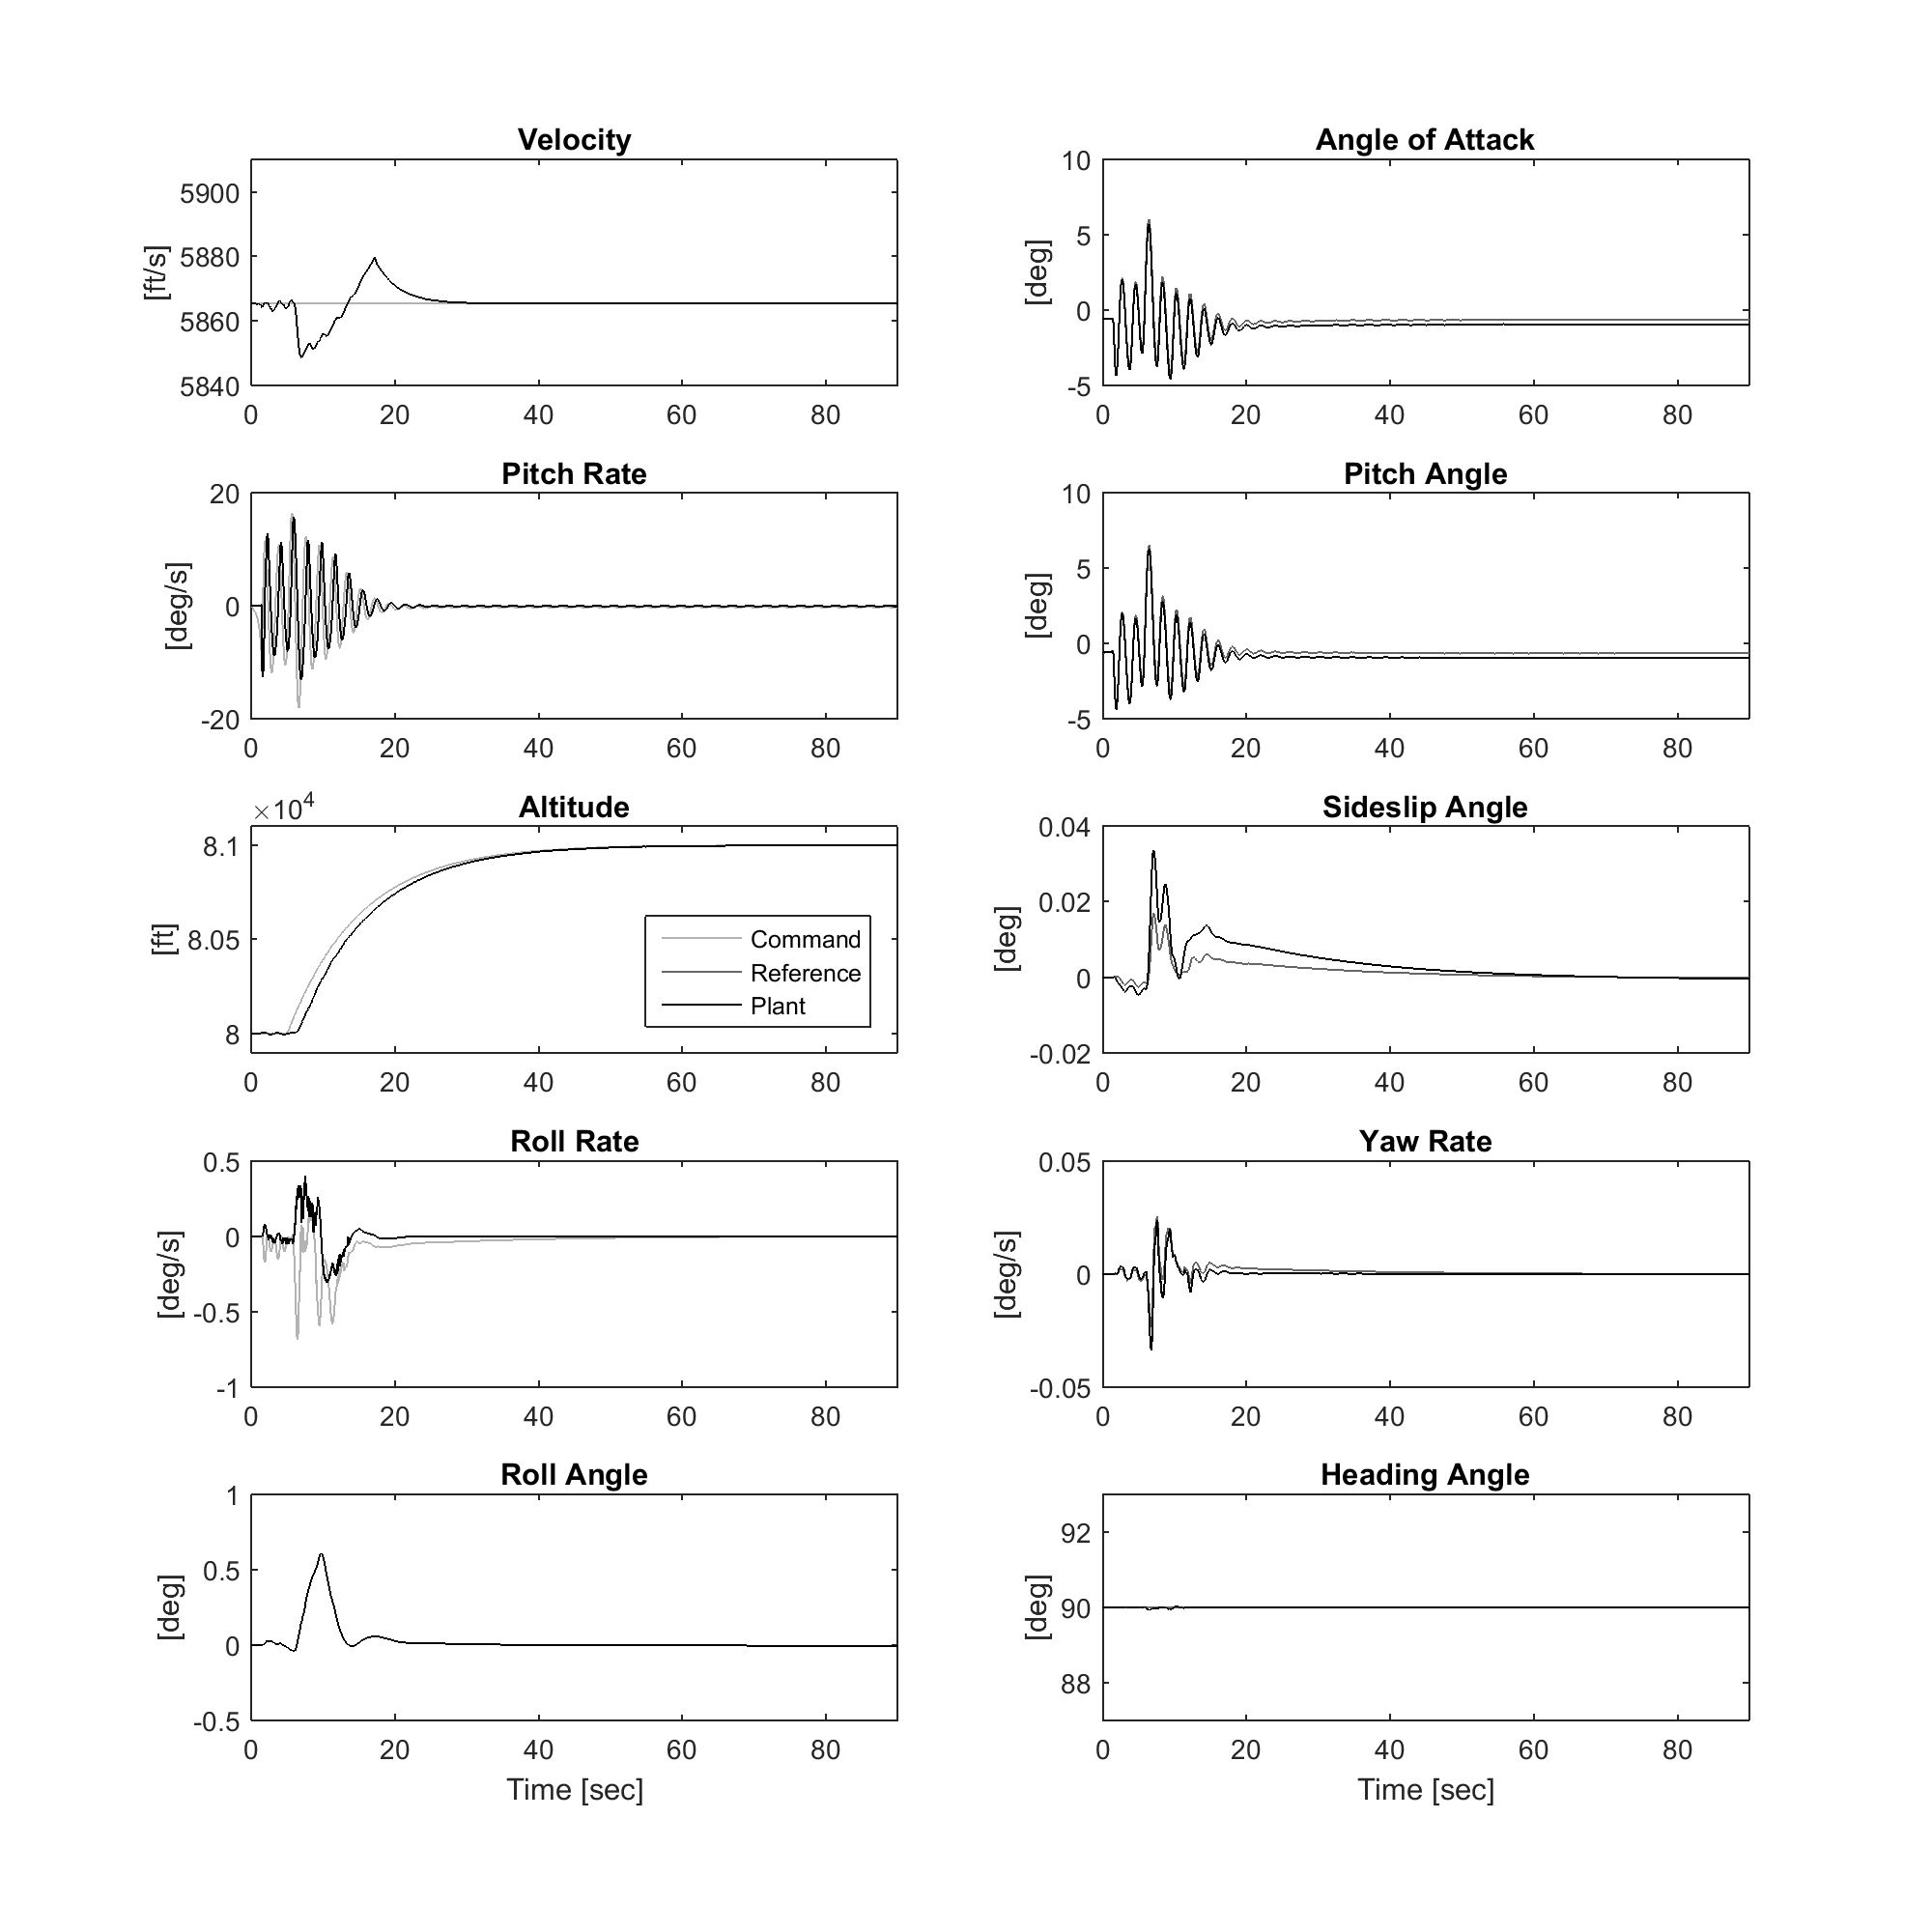 Velocity
5900
5880
5860
5840
[ft/s]
0 20 40 60 80
Angle of Attack
10
5
0
-5
[deg]
0 20 40 60 80
Pitch Rate
20
0
-20
[deg/s]
0 20 40 60 80
Pitch Angle
10
5
0
-5
[deg]
0 20 40 60 80
Altitude
×10^4
8.1
8.05
8
[ft]
Command
Reference
Plant
0 20 40 60 80
Sideslip Angle
0.04
0.02
0
-0.02
[deg]
0 20 40 60 80
Roll Rate
0.5
0
-0.5
-1
[deg/s]
0 20 40 60 80
Yaw Rate
0.05
0
-0.05
[deg/s]
0 20 40 60 80
Roll Angle
1
0.5
0
-0.5
[deg]
0 20 40 60 80
Time [sec]
Heading Angle
92
90
88
[deg]
0 20 40 60 80
Time [sec]